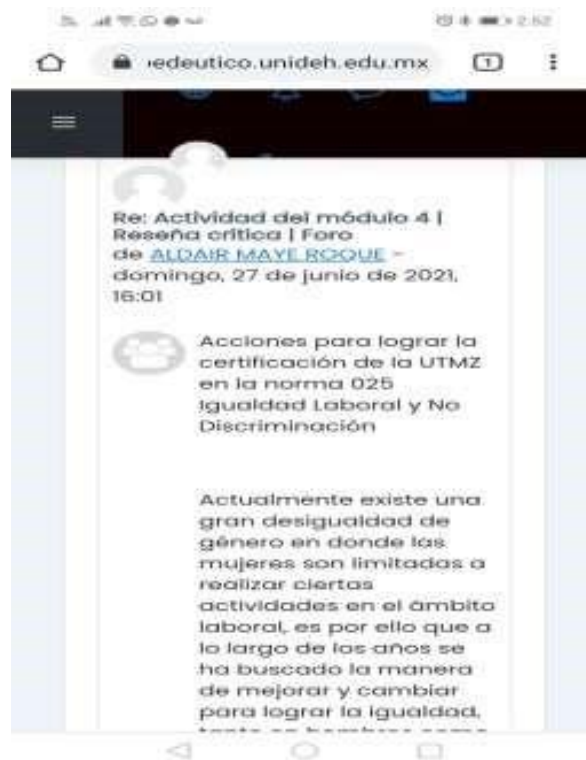 2:52
edeutico.unideh.edu.mx
1
Re: Actividad del módulo 4 |
Reseña crítica | Foro
de ALDAIR MAYE ROQUE -
domingo, 27 de junio de 2021,
16:01
Acciones para lograr la
certificación de la UTMZ
en la norma 025
Igualdad Laboral y No
Discriminación
Actualmente existe una
gran desigualdad de
género en donde las
mujeres son limitadas a
realizar ciertas
actividades en el ámbito
laboral, es por ello que a
lo largo de los años se
ha buscado la manera
de mejorar y cambiar
para lograr la igualdad,